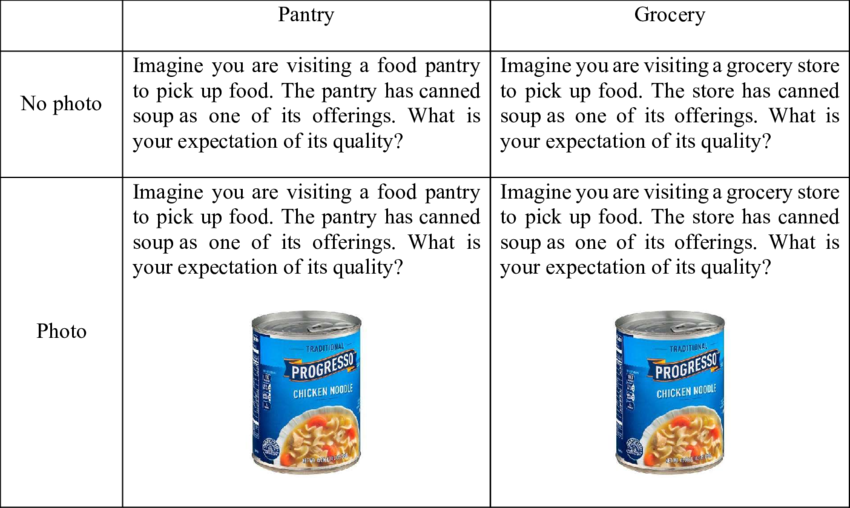 Pantry
Grocery
No photo
Imagine you are visiting a food pantry
to pick up food. The pantry has canned
soup as one of its offerings. What is
your expectation of its quality?
Imagine you are visiting a grocery store
to pick up food. The store has canned
soup as one of its offerings. What is
your expectation of its quality?
Photo
Imagine you are visiting a food pantry
to pick up food. The pantry has canned
soup as one of its offerings. What is
your expectation of its quality?
TRADITIONAL
PROGRESSO
CHICKEN NOODLE
Imagine you are visiting a grocery store
to pick up food. The store has canned
soup as one of its offerings. What is
your expectation of its quality?
TRADITIONAL
PROGRESSO
CHICKEN NOODLE